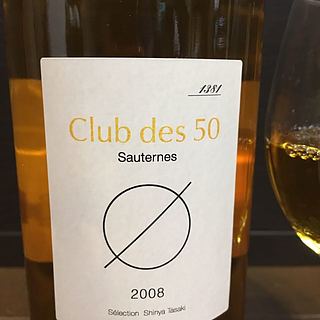 1381
Club des 50
Sauternes
2008
Sélection Shinya Tasaki